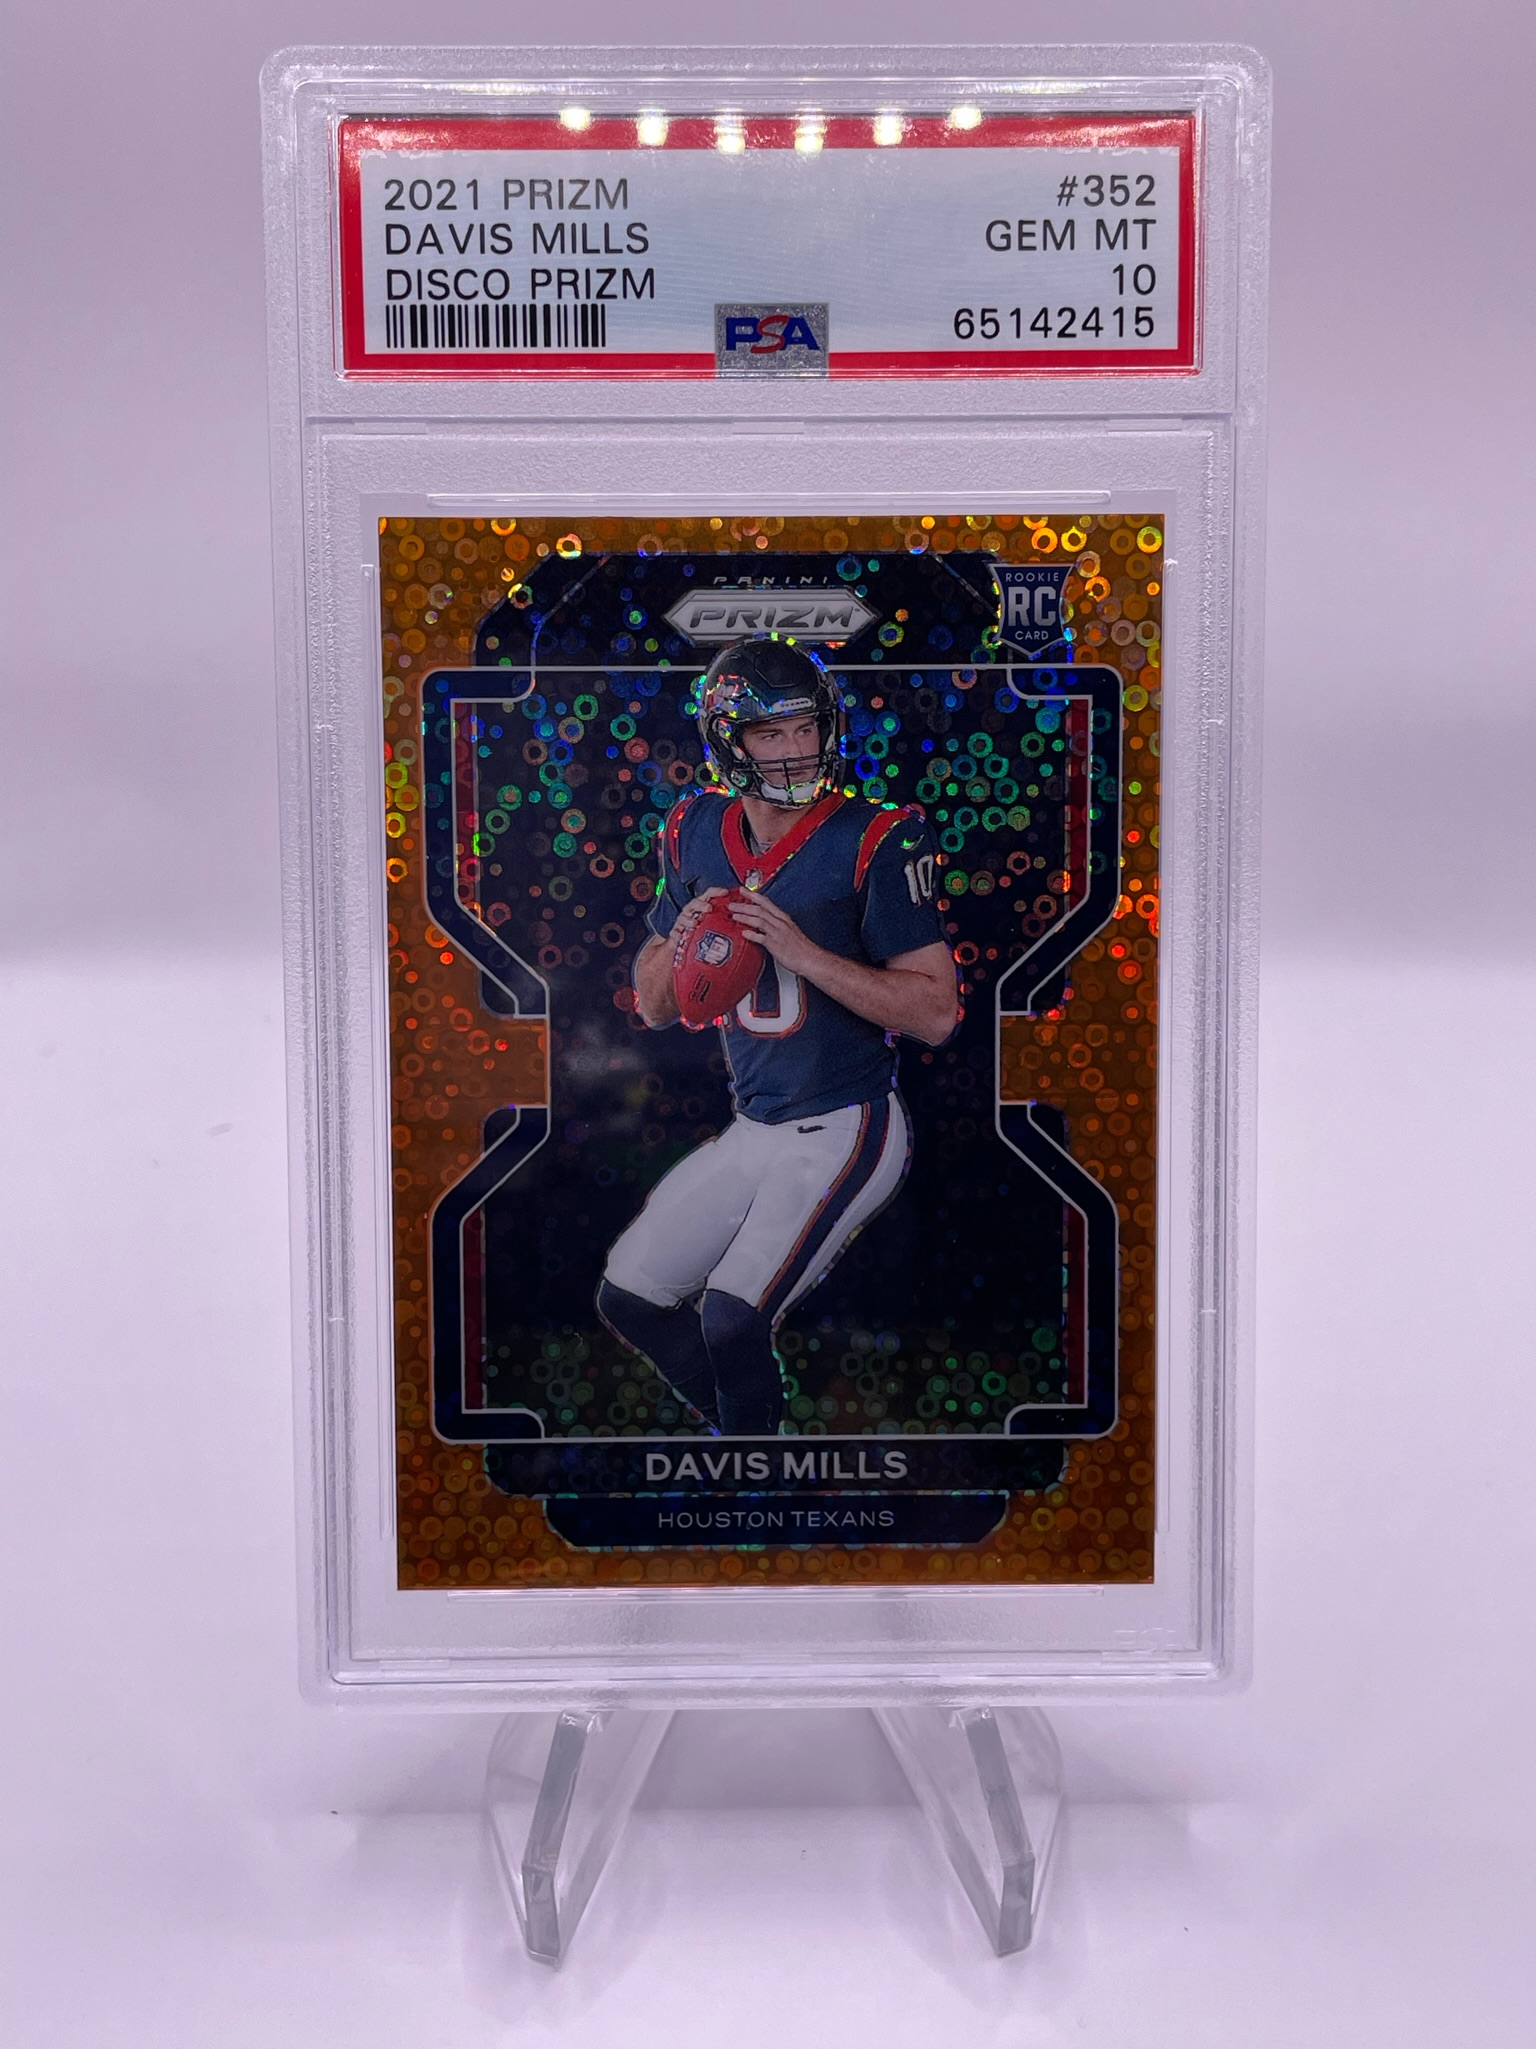 2021 PRIZM #352
DAVIS MILLS GEM MT
DISCO PRIZM 10
65142415
PSA
PANINI
PRIZM
ROOKIE
RC
CARD
10
DAVIS MILLS
HOUSTON TEXANS